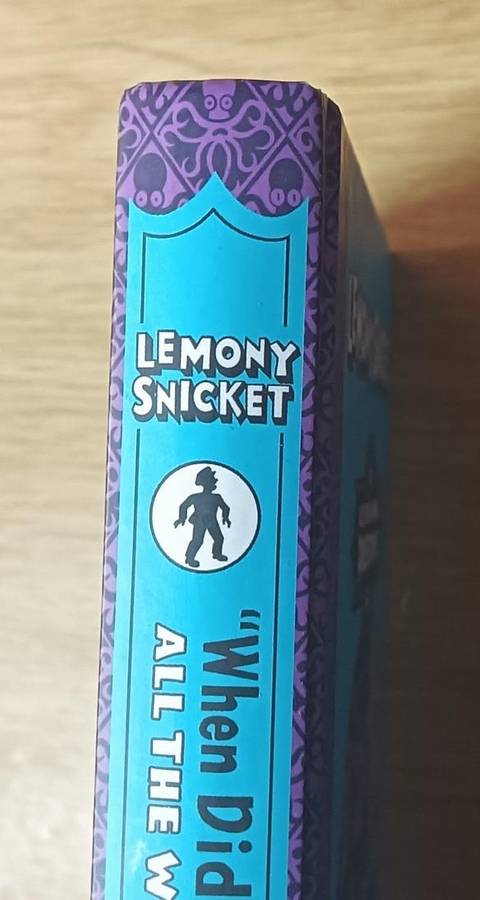 LEMONY
SNICKET
"When Did
ALL THE W